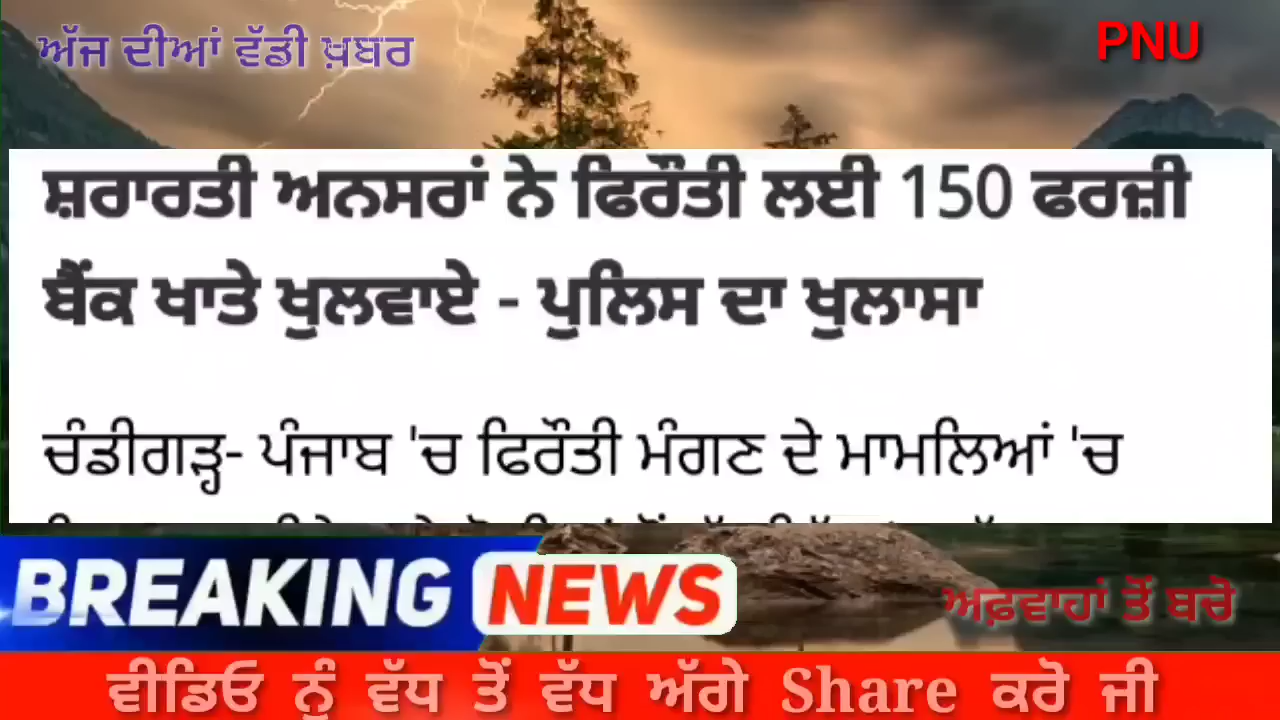 ਅੱਜ ਦੀਆਂ ਵੱਡੀ ਖ਼ਬਰ
PNU
ਸ਼ਰਾਰਤੀ ਅਨਸਰਾਂ ਨੇ ਫਿਰੌਤੀ ਲਈ 150 ਫਰਜ਼ੀ
ਬੈਂਕ ਖਾਤੇ ਖੁਲਵਾਏ - ਪੁਲਿਸ ਦਾ ਖੁਲਾਸਾ
ਚੰਡੀਗੜ੍ਹ- ਪੰਜਾਬ 'ਚ ਫਿਰੌਤੀ ਮੰਗਣ ਦੇ ਮਾਮਲਿਆਂ 'ਚ
BREAKING NEWS
ਅਫ਼ਵਾਹਾਂ ਤੋਂ ਬਚੋ
ਵੀਡਿਓ ਨੂੰ ਵੱਧ ਤੋਂ ਵੱਧ ਅੱਗੇ Share ਕਰੋ ਜੀ